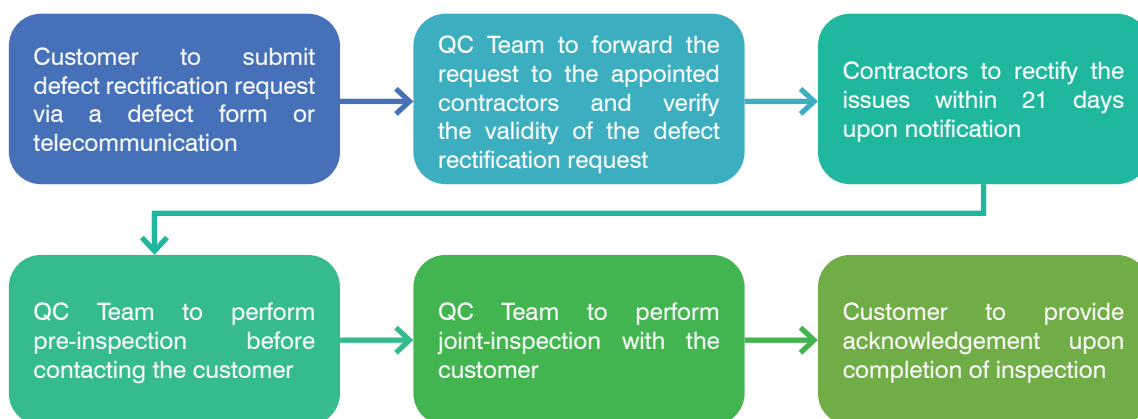 Customer to submit
defect rectification request
via a defect form or
telecommunication
QC Team to forward the
request to the appointed
contractors and verify
the validity of the defect
rectification request
Contractors to rectify the
issues within 21 days
upon notification
QC Team to perform
pre-inspection before
contacting the customer
QC Team to perform
joint-inspection with the
customer
Customer to provide
acknowledgement upon
completion of inspection